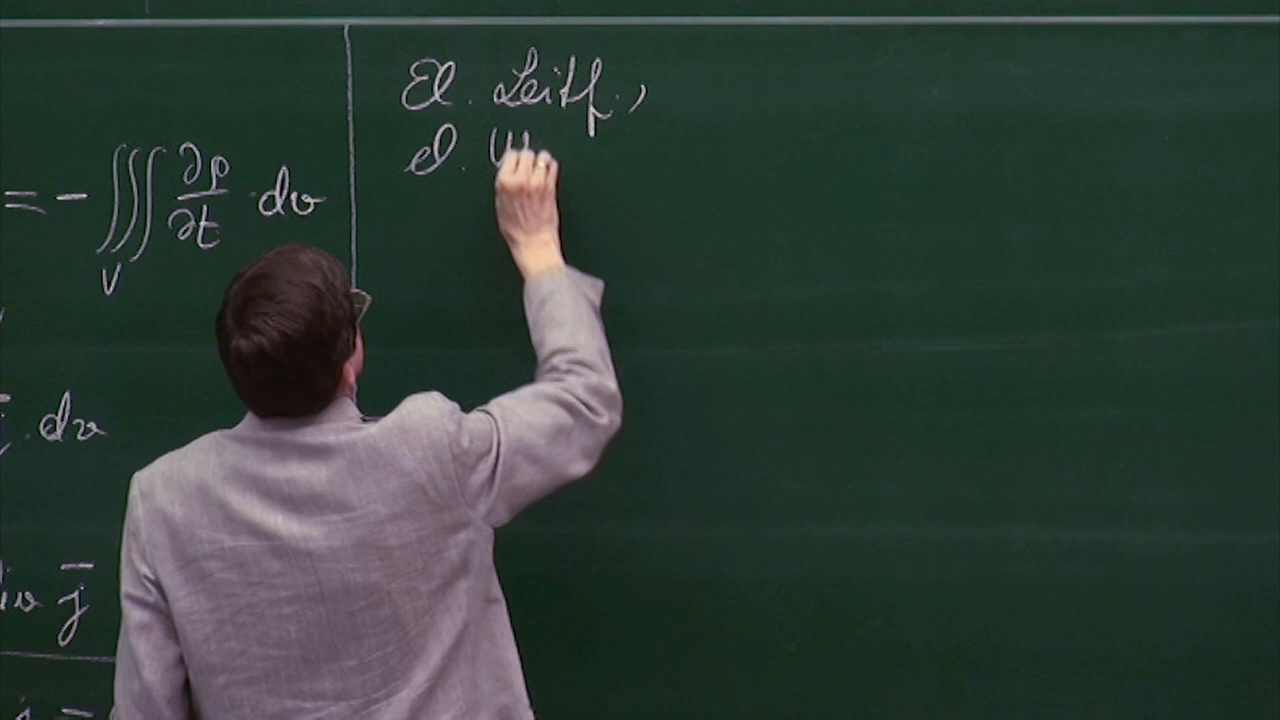 = - ∭ ∂ρ/∂t · dv
V
· dv
div j̄
El. Leitf.,
el. W